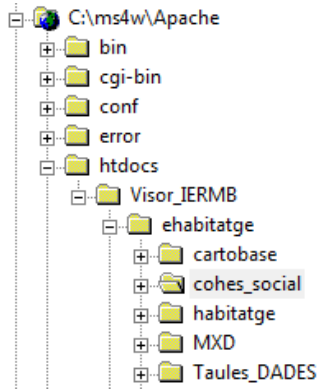 C:\ms4w\Apache
bin
cgi-bin
conf
error
htdocs
Visor_IERMB
ehabitatge
cartobase
cohes_social
habitatge
MXD
Taules_DADES